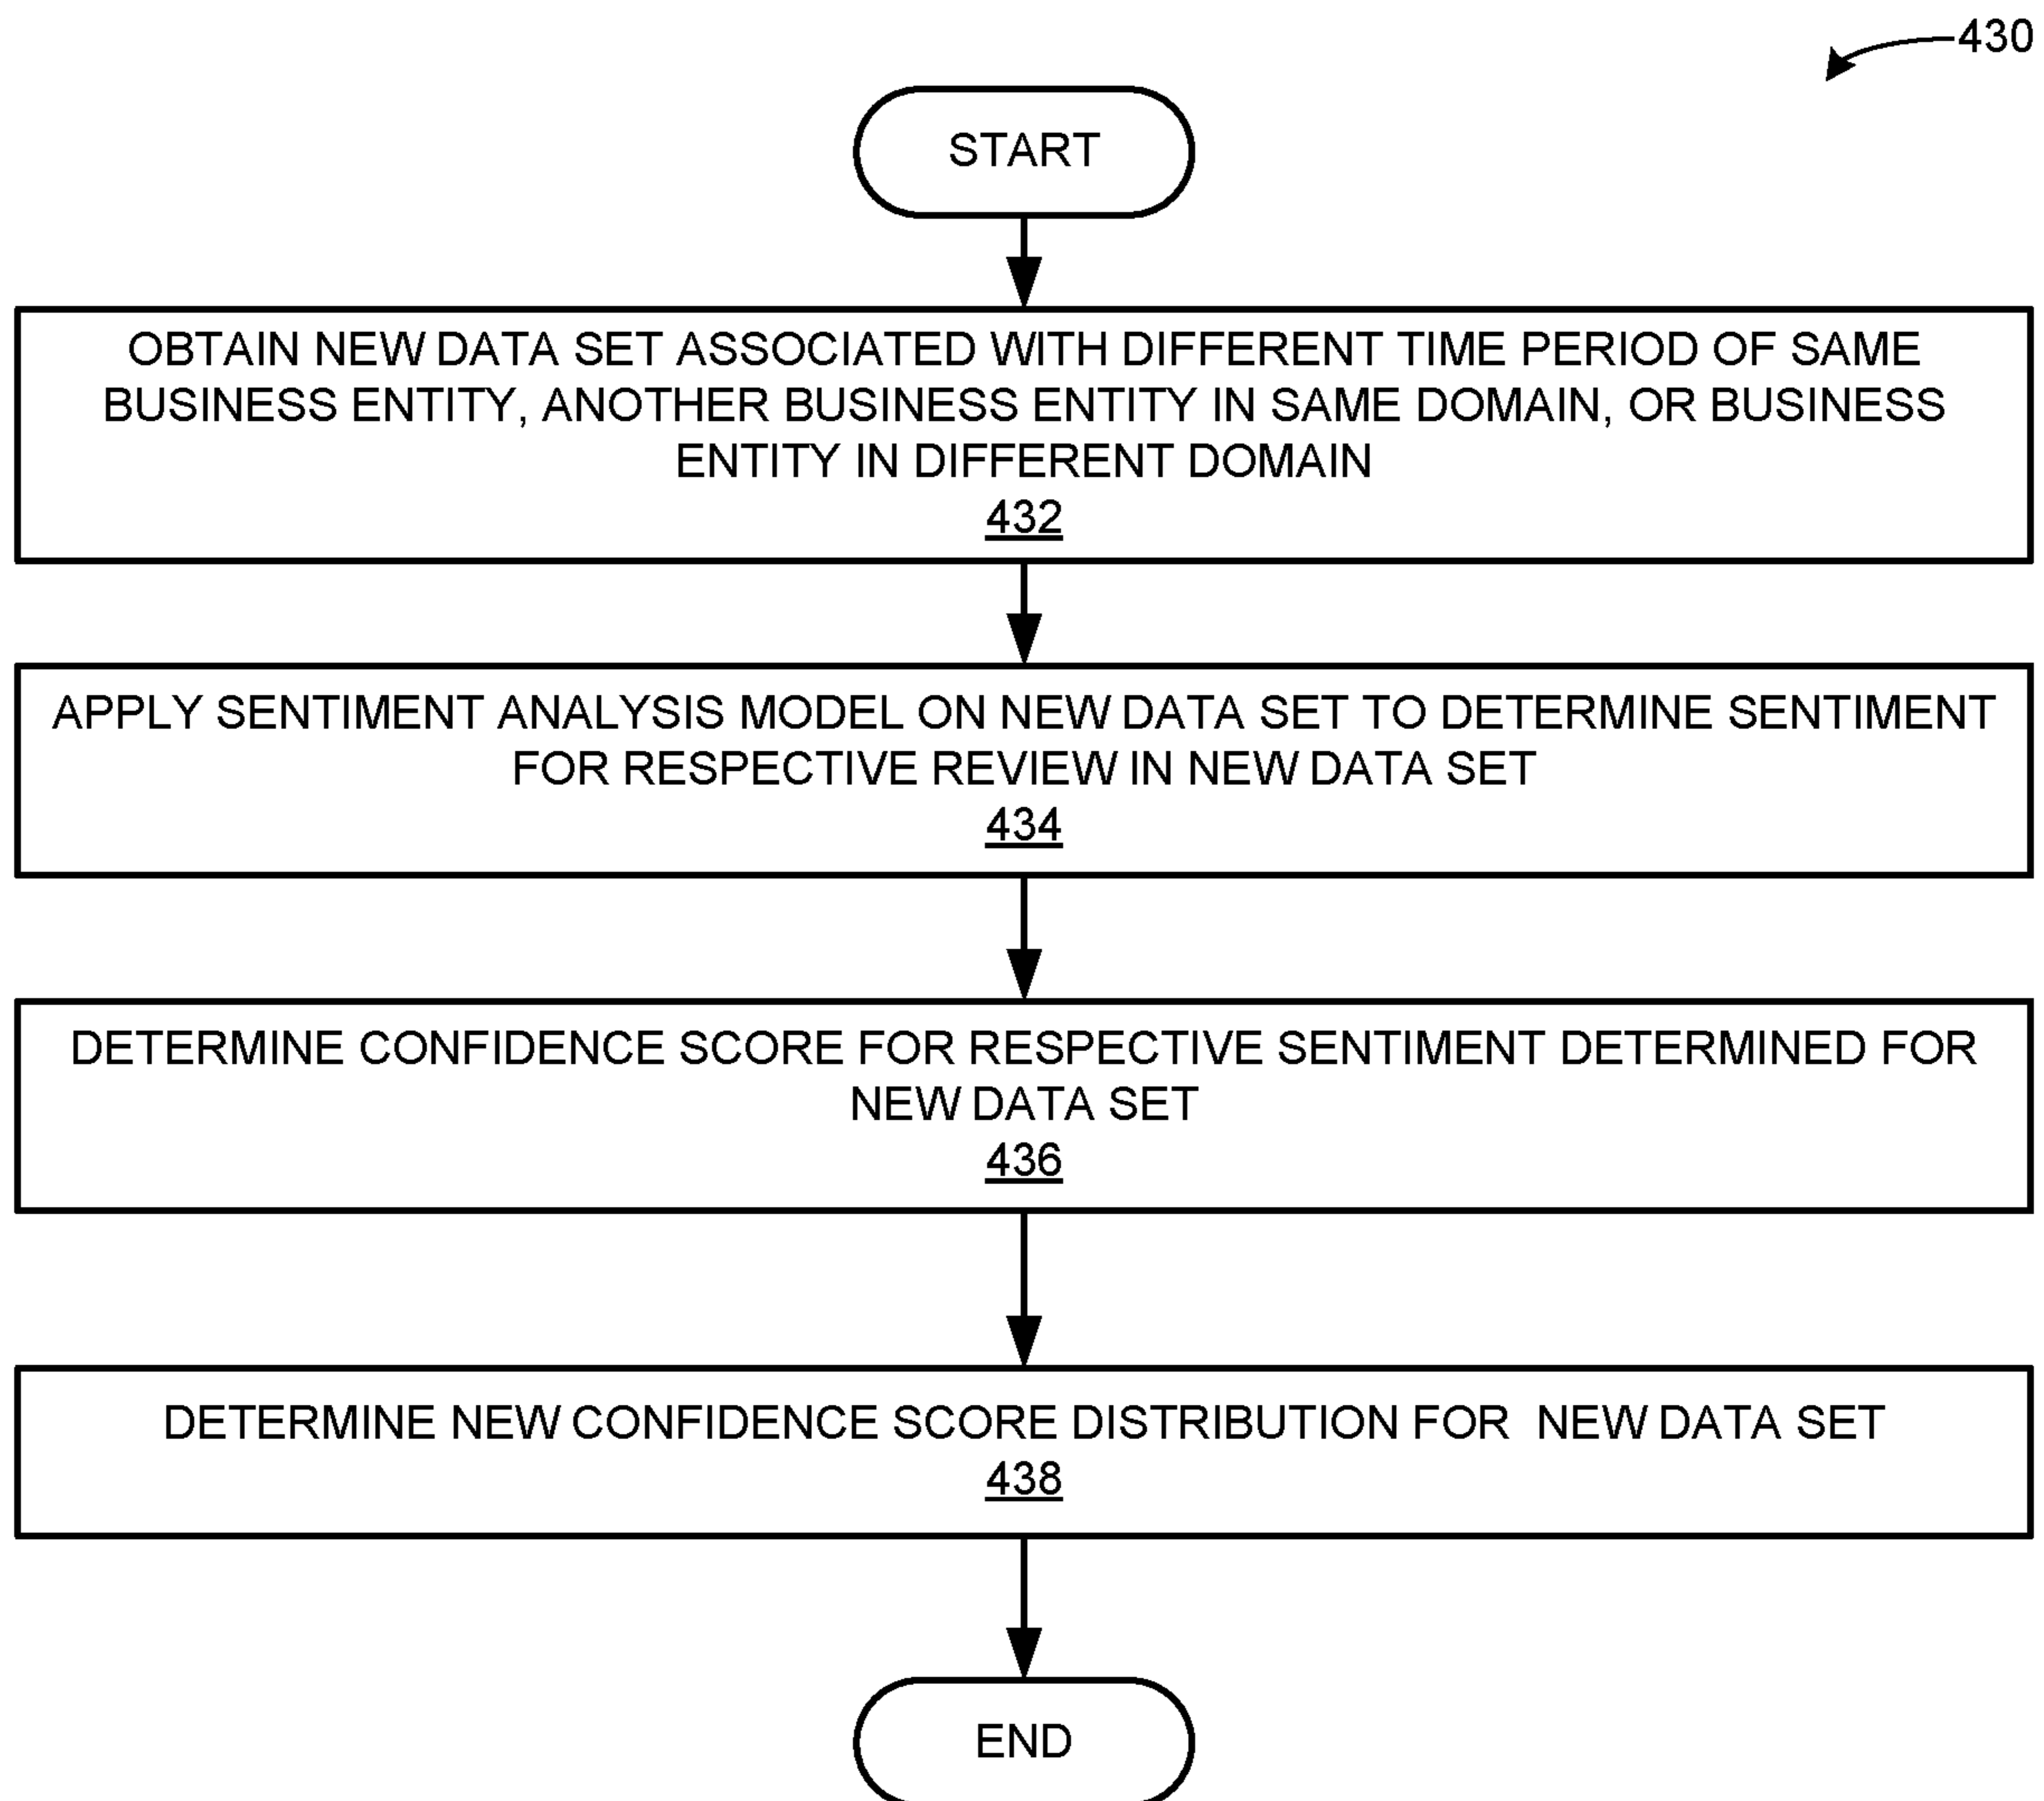 430
START
OBTAIN NEW DATA SET ASSOCIATED WITH DIFFERENT TIME PERIOD OF SAME
BUSINESS ENTITY, ANOTHER BUSINESS ENTITY IN SAME DOMAIN, OR BUSINESS
ENTITY IN DIFFERENT DOMAIN
432
APPLY SENTIMENT ANALYSIS MODEL ON NEW DATA SET TO DETERMINE SENTIMENT
FOR RESPECTIVE REVIEW IN NEW DATA SET
434
DETERMINE CONFIDENCE SCORE FOR RESPECTIVE SENTIMENT DETERMINED FOR
NEW DATA SET
436
DETERMINE NEW CONFIDENCE SCORE DISTRIBUTION FOR NEW DATA SET
438
END